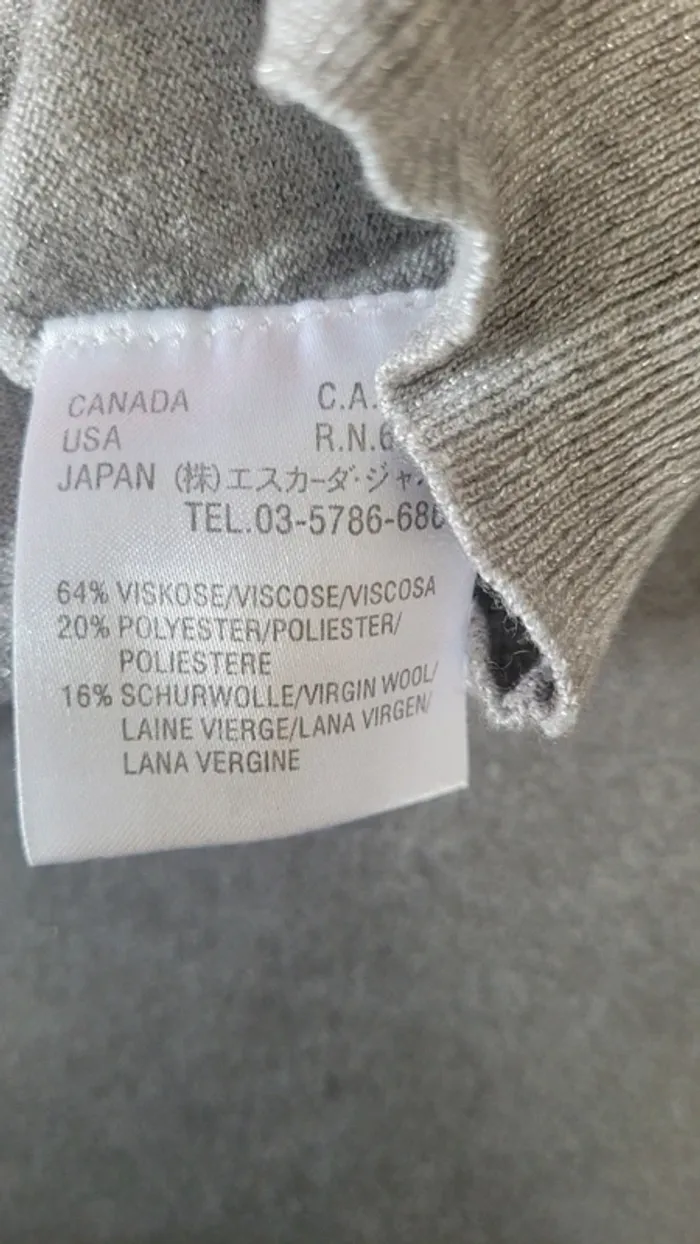 CANADA C.A.
USA R.N.6
JAPAN (株)エスカーダ·ジャ
TEL.03-5786-68
64% VISKOSE/VISCOSE/VISCOSA
20% POLYESTER/POLIESTER/
POLIESTERE
16% SCHURWOLLE/VIRGIN WOOL/
LAINE VIERGE/LANA VIRGEN/
LANA VERGINE